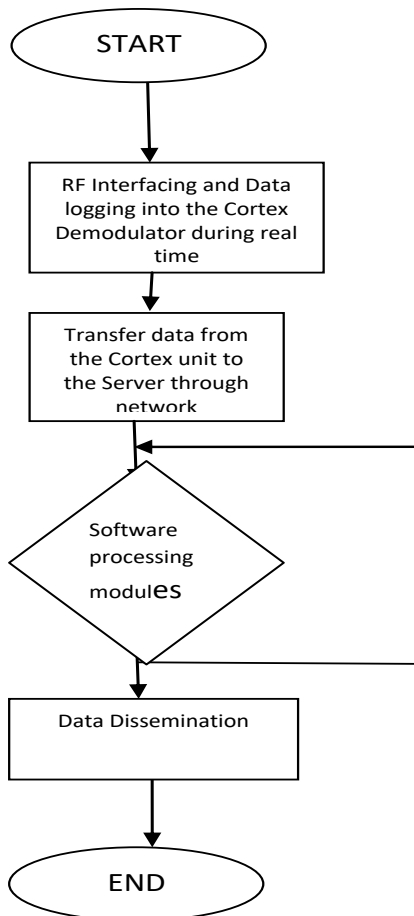 START
RF Interfacing and Data
logging into the Cortex
Demodulator during real
time
Transfer data from
the Cortex unit to
the Server through
network
Software
processing
modules
Data Dissemination
END